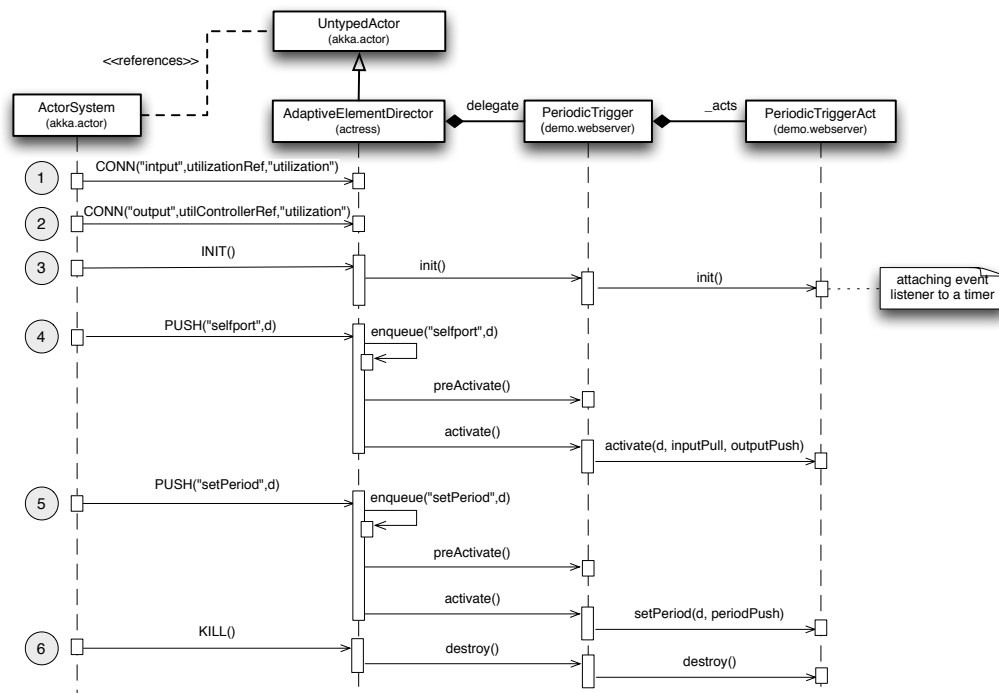 UntypedActor
(akka.actor)
<<references>>
ActorSystem
(akka.actor)
AdaptiveElementDirector
(actress)
delegate
PeriodicTrigger
(demo.webserver)
_acts
PeriodicTriggerAct
(demo.webserver)
1
CONN("intput",utilizationRef,"utilization")
2
CONN("output",utilControllerRef,"utilization")
3
INIT()
init()
init()
attaching event
listener to a timer
4
PUSH("selfport",d)
enqueue("selfport",d)
preActivate()
activate()
activate(d, inputPull, outputPush)
5
PUSH("setPeriod",d)
enqueue("setPeriod",d)
preActivate()
activate()
setPeriod(d, periodPush)
6
KILL()
destroy()
destroy()